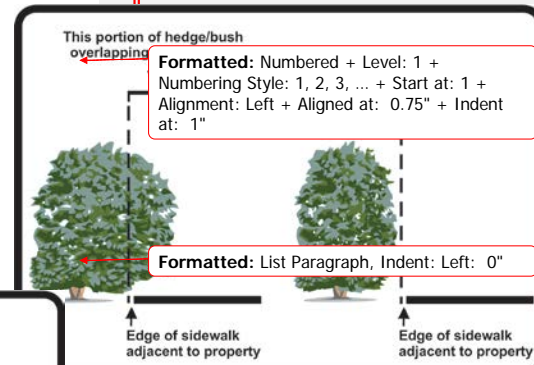 This portion of hedge/bush
overlapping
Formatted: Numbered + Level: 1 +
Numbering Style: 1, 2, 3, ... + Start at: 1 +
Alignment: Left + Aligned at: 0.75" + Indent
at: 1"
Formatted: List Paragraph, Indent: Left: 0"
Edge of sidewalk
adjacent to property
Edge of sidewalk
adjacent to property